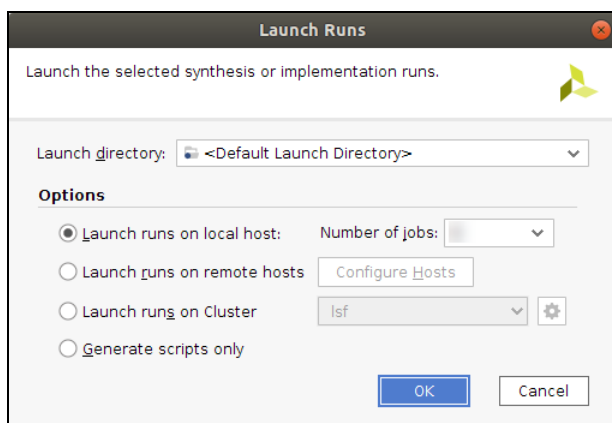 Launch Runs
Launch the selected synthesis or implementation runs.
Launch directory: <Default Launch Directory>
Options
Launch runs on local host: Number of jobs:
Launch runs on remote hosts Configure Hosts
Launch runs on Cluster lsf
Generate scripts only
OK Cancel